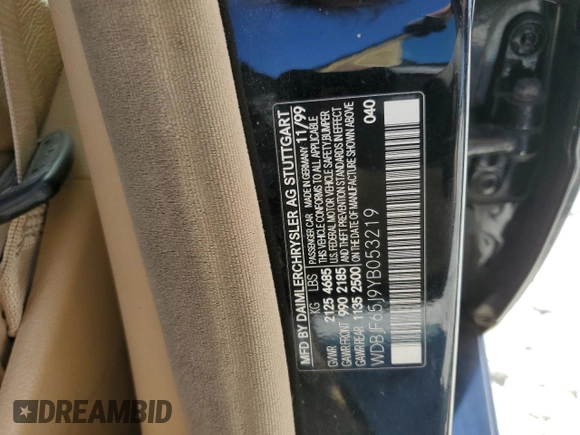 MFD BY DAIMLERCHRYSLER AG STUTTGART
KG LBS PASSENGER CAR MADE IN GERMANY 11/99
GVWR 2125 4685 THIS VEHICLE CONFORMS TO ALL APPLICABLE
U.S. FEDERAL MOTOR VEHICLE SAFETY, BUMPER
GAWR FRONT 990 2185 AND THEFT PREVENTION STANDARDS IN EFFECT
GAWR REAR 1135 2500 ON THE DATE OF MANUFACTURE SHOWN ABOVE
WDBJF65J9YB053219 040
DREAMBID